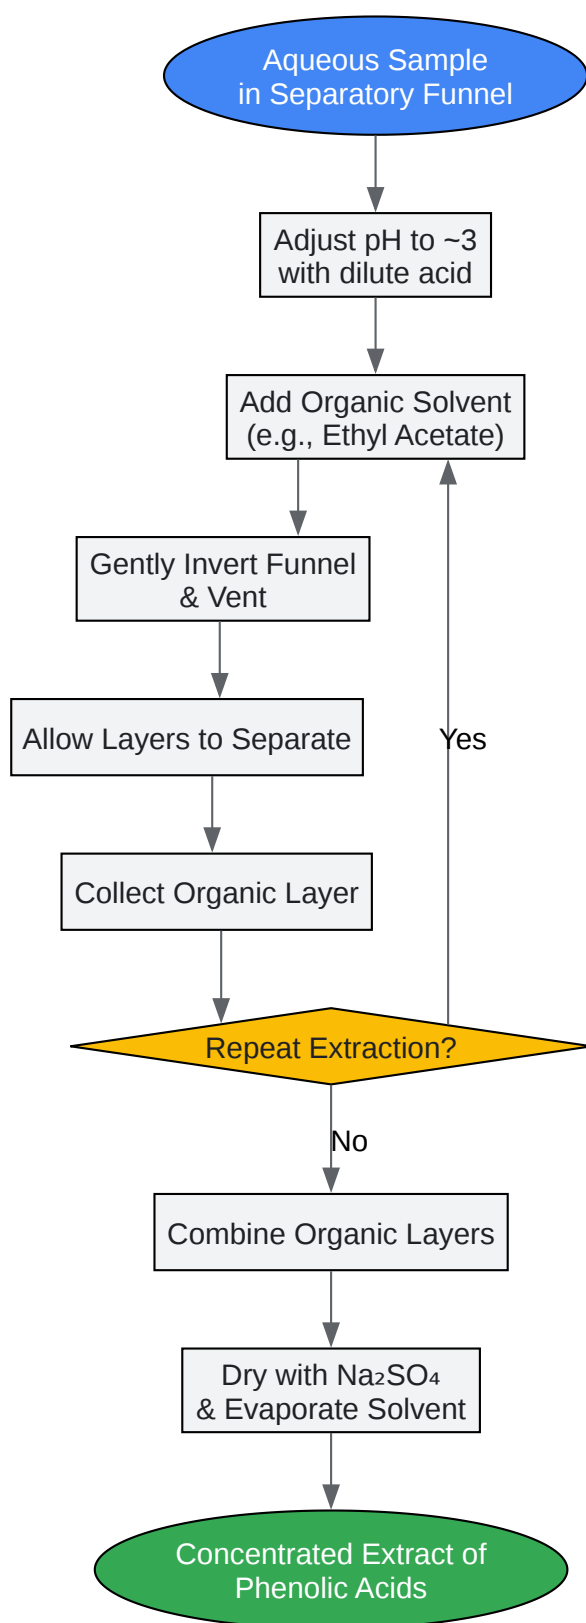 Aqueous Sample
in Separatory Funnel
Adjust pH to ~3
with dilute acid
Add Organic Solvent
(e.g., Ethyl Acetate)
Gently Invert Funnel
& Vent
Allow Layers to Separate
Yes
Collect Organic Layer
Repeat Extraction?
No
Combine Organic Layers
Dry with Na₂SO₄
& Evaporate Solvent
Concentrated Extract of
Phenolic Acids